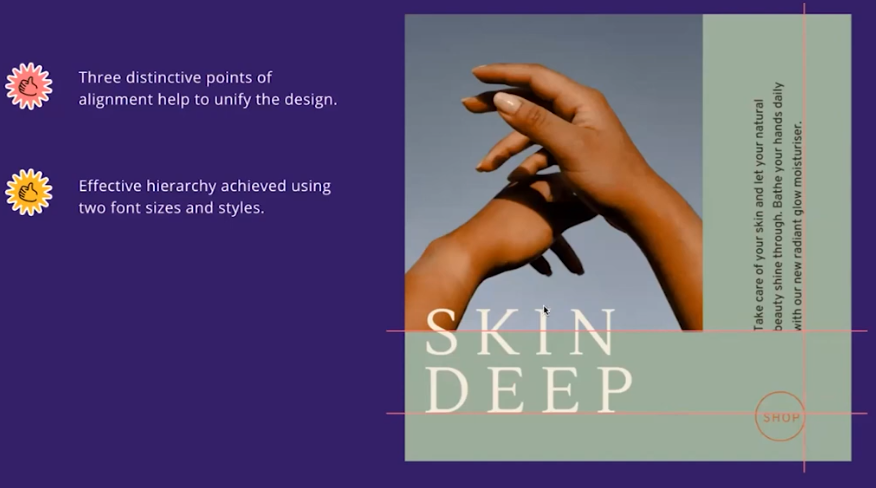 Three distinctive points of
alignment help to unify the design.
Effective hierarchy achieved using
two font sizes and styles.
Take care of your skin and let your natural
beauty shine through. Bathe your hands daily
with our new radiant glow moisturiser.
SKIN
DEEP
SHOP